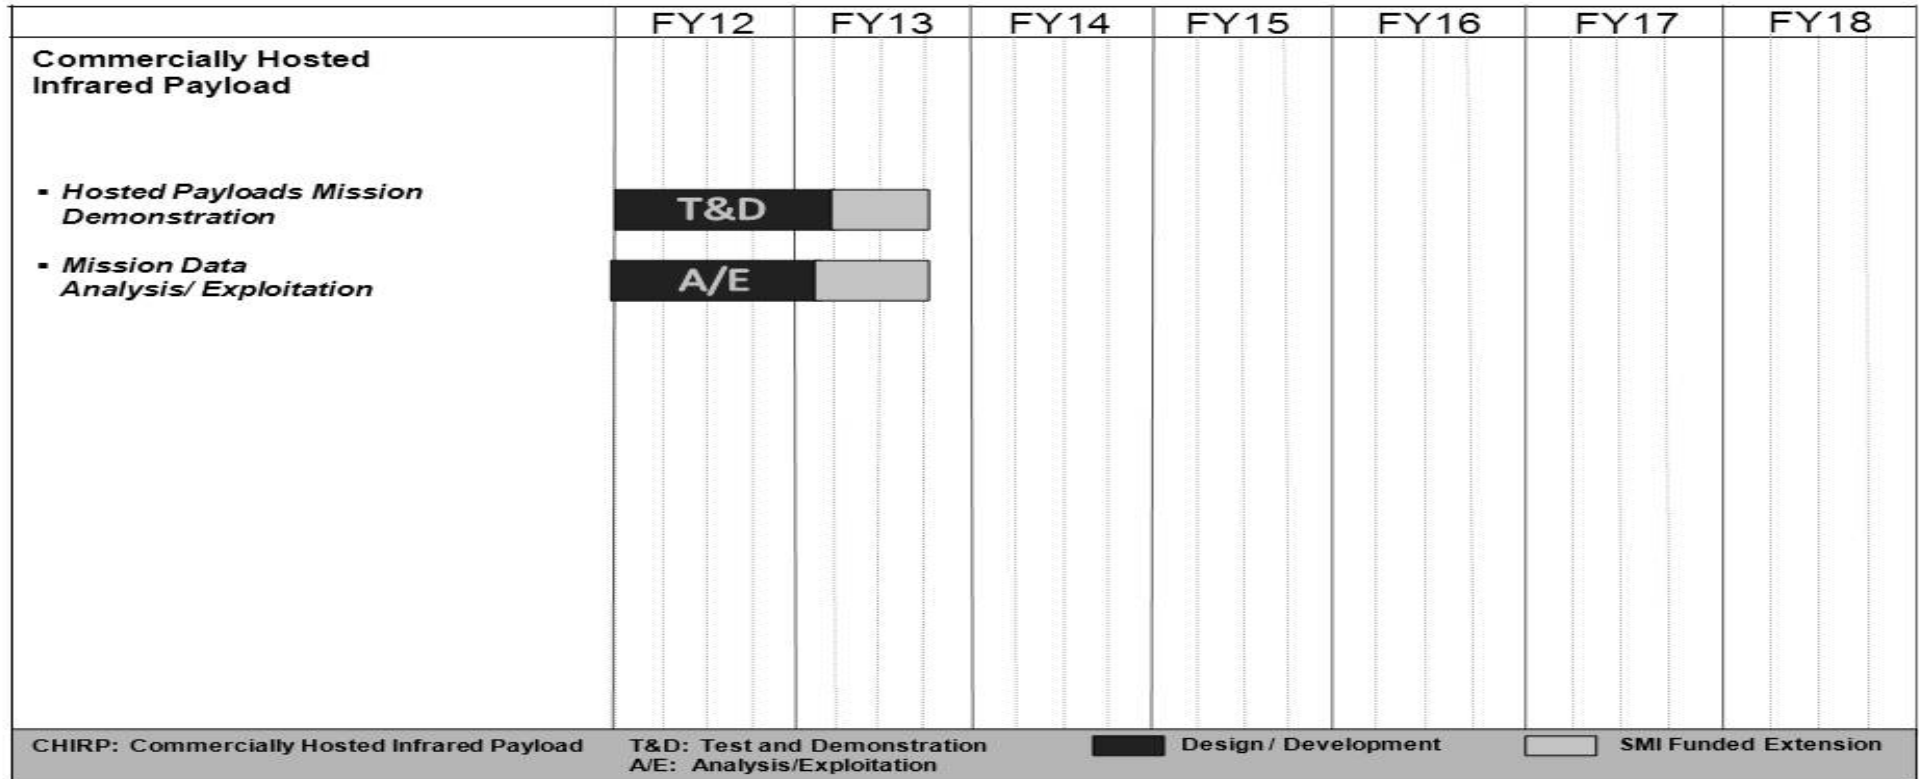 FY12 FY13 FY14 FY15 FY16 FY17 FY18
Commercially Hosted
Infrared Payload
▪ Hosted Payloads Mission
Demonstration
T&D
▪ Mission Data
Analysis/ Exploitation
A/E
CHIRP: Commercially Hosted Infrared Payload
T&D: Test and Demonstration
A/E: Analysis/Exploitation
Design / Development
SMI Funded Extension